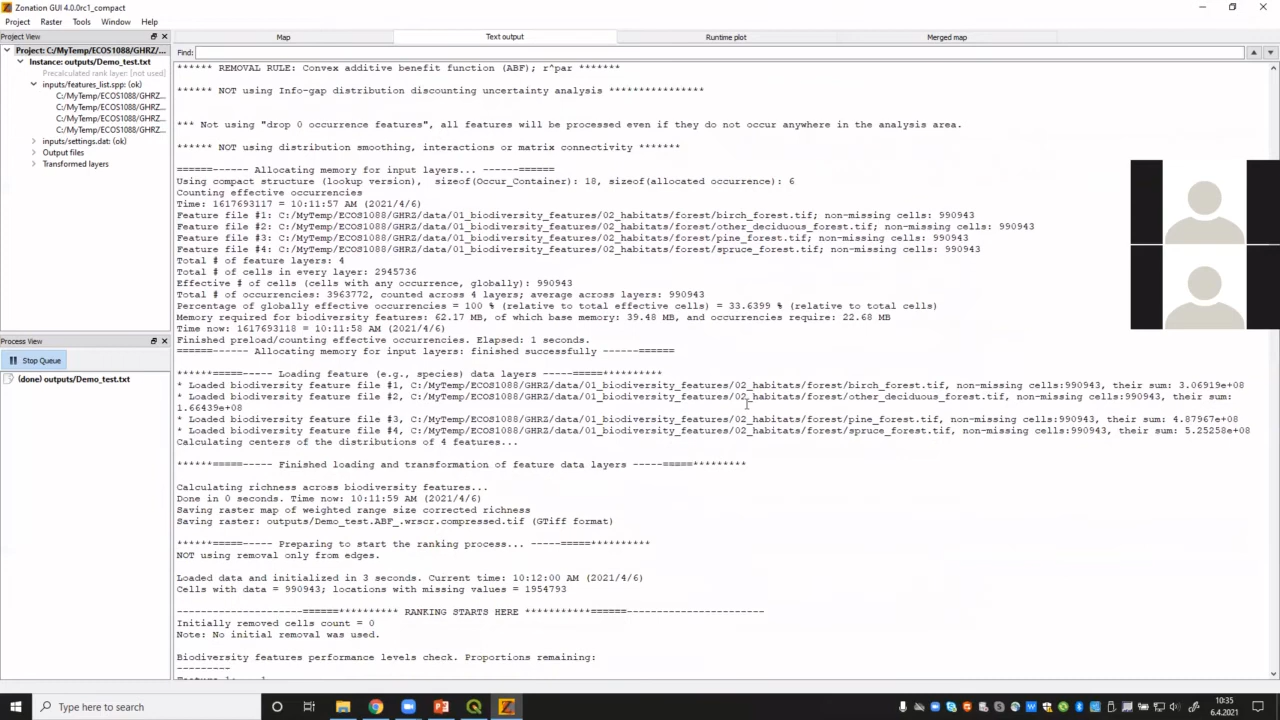 Zonation GUI 4.0.0rc1_compact
Project Raster Tools Window Help
Project View
Project: C:/MyTemp/ECOS1088/GHRZ/...
Instance: outputs/Demo_test.txt
Precalculated rank layer: [not used]
inputs/features_list.spp: (ok)
C:/MyTemp/ECOS1088/GHRZ...
C:/MyTemp/ECOS1088/GHRZ...
C:/MyTemp/ECOS1088/GHRZ...
C:/MyTemp/ECOS1088/GHRZ...
inputs/settings.dat: (ok)
Output files
Transformed layers
Process View
Stop Queue
(done) outputs/Demo_test.txt
Map Text output Runtime plot Merged map
Find:
****** REMOVAL RULE: Convex additive benefit function (ABF); r^par *******
****** NOT using Info-gap distribution discounting uncertainty analysis ****************
*** Not using "drop 0 occurrence features", all features will be processed even if they do not occur anywhere in the analysis area.
****** NOT using distribution smoothing, interactions or matrix connectivity *******
======------ Allocating memory for input layers... ------======
Using compact structure (lookup version),  sizeof(Occur_Container): 18, sizeof(allocated occurrence): 6
Counting effective occurrencies
Time: 1617693117 = 10:11:57 AM (2021/4/6)
Feature file #1: C:/MyTemp/ECOS1088/GHRZ/data/01_biodiversity_features/02_habitats/forest/birch_forest.tif; non-missing cells: 990943
Feature file #2: C:/MyTemp/ECOS1088/GHRZ/data/01_biodiversity_features/02_habitats/forest/other_deciduous_forest.tif; non-missing cells: 990943
Feature file #3: C:/MyTemp/ECOS1088/GHRZ/data/01_biodiversity_features/02_habitats/forest/pine_forest.tif; non-missing cells: 990943
Feature file #4: C:/MyTemp/ECOS1088/GHRZ/data/01_biodiversity_features/02_habitats/forest/spruce_forest.tif; non-missing cells: 990943
Total # of feature layers: 4
Total # of cells in every layer: 2945736
Effective # of cells (cells with any occurrence, globally): 990943
Total # of occurrencies: 3963772, counted across 4 layers; average across layers: 990943
Percentage of globally effective occurrencies = 100 % (relative to total effective cells) = 33.6399 % (relative to total cells)
Memory required for biodiversity features: 62.17 MB, of which base memory: 39.48 MB, and occurrencies require: 22.68 MB
Time now: 1617693118 = 10:11:58 AM (2021/4/6)
Finished preload/counting effective occurrencies. Elapsed: 1 seconds.
======------ Allocating memory for input layers: finished successfully ------======
******=====----- Loading feature (e.g., species) data layers -----=====**********
* Loaded biodiversity feature file #1, C:/MyTemp/ECOS1088/GHRZ/data/01_biodiversity_features/02_habitats/forest/birch_forest.tif, non-missing cells:990943, their sum: 3.06919e+08
* Loaded biodiversity feature file #2, C:/MyTemp/ECOS1088/GHRZ/data/01_biodiversity_features/02_habitats/forest/other_deciduous_forest.tif, non-missing cells:990943, their sum:
1.66439e+08
* Loaded biodiversity feature file #3, C:/MyTemp/ECOS1088/GHRZ/data/01_biodiversity_features/02_habitats/forest/pine_forest.tif, non-missing cells:990943, their sum: 4.87967e+08
* Loaded biodiversity feature file #4, C:/MyTemp/ECOS1088/GHRZ/data/01_biodiversity_features/02_habitats/forest/spruce_forest.tif, non-missing cells:990943, their sum: 5.25258e+08
Calculating centers of the distributions of 4 features...
******=====----- Finished loading and transformation of feature data layers -----=====*********
Calculating richness across biodiversity features...
Done in 0 seconds. Time now: 10:11:59 AM (2021/4/6)
Saving raster map of weighted range size corrected richness
Saving raster: outputs/Demo_test.ABF_.wrscr.compressed.tif (GTiff format)
******=====----- Preparing to start the ranking process... -----=====**********
NOT using removal only from edges.
Loaded data and initialized in 3 seconds. Current time: 10:12:00 AM (2021/4/6)
Cells with data = 990943; locations with missing values = 1954793
----------------------======********** RANKING STARTS HERE ***********======------------------------
Initially removed cells count = 0
Note: No initial removal was used.
Biodiversity features performance levels check. Proportions remaining:
---------
Type here to search
10:35
6.4.2021